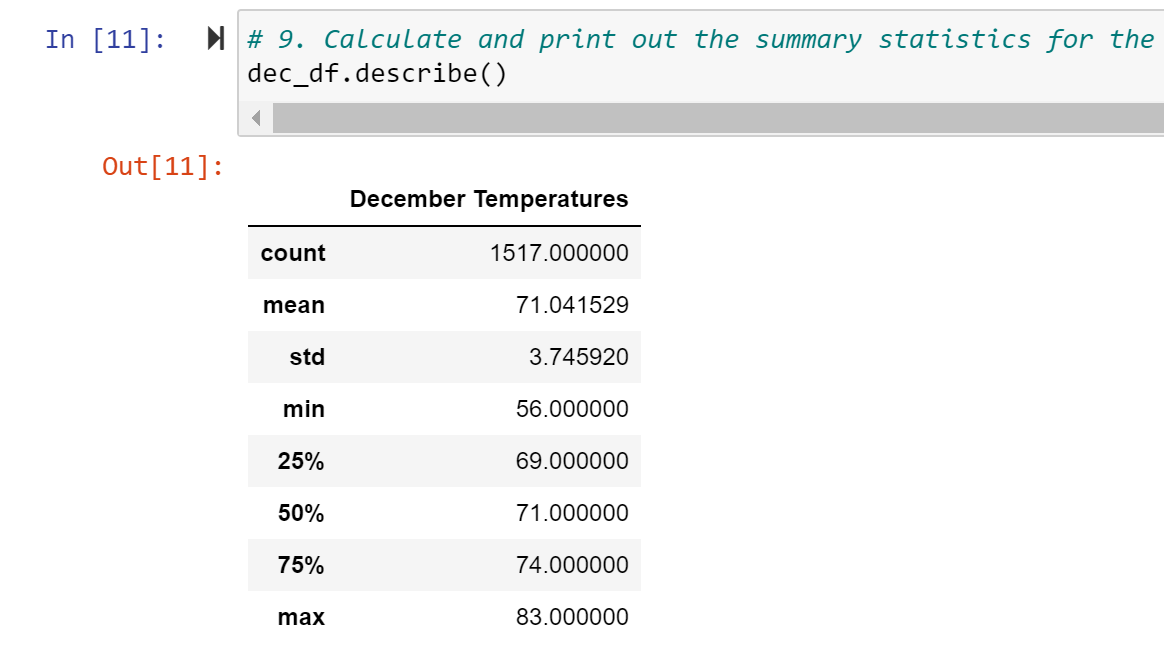 In [11]:
# 9. Calculate and print out the summary statistics for the
dec_df.describe()
Out[11]:
December Temperatures
count 1517.000000
mean 71.041529
std 3.745920
min 56.000000
25% 69.000000
50% 71.000000
75% 74.000000
max 83.000000